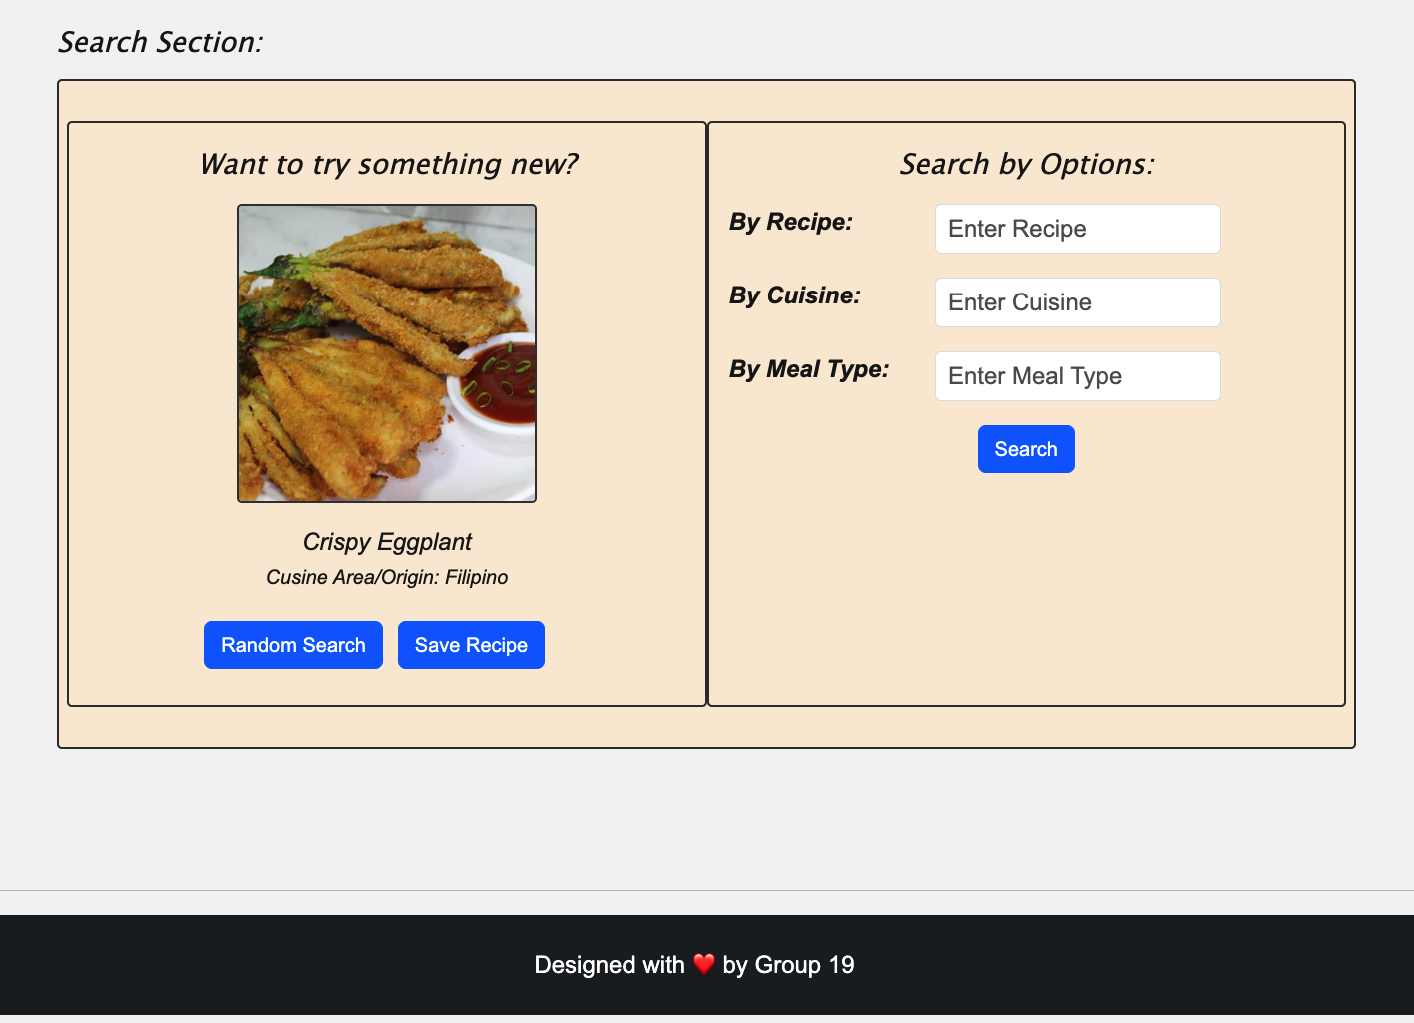 Search Section:
Want to try something new?
Crispy Eggplant
Cusine Area/Origin: Filipino
Random Search
Save Recipe
Search by Options:
By Recipe:
Enter Recipe
By Cuisine:
Enter Cuisine
By Meal Type:
Enter Meal Type
Search
Designed with ❤️ by Group 19